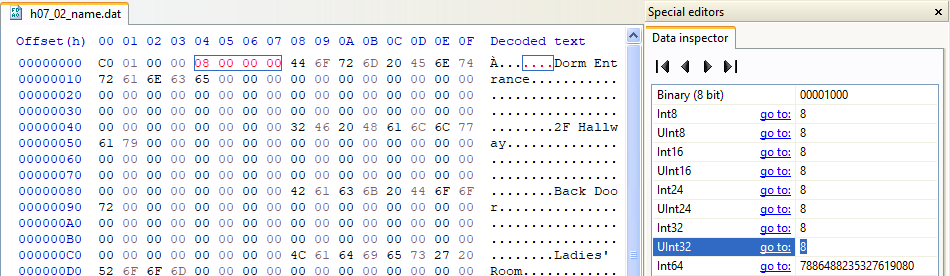 h07_02_name.dat
Offset(h) 00 01 02 03 04 05 06 07 08 09 0A 0B 0C 0D 0E 0F Decoded text
00000000 C0 01 00 00 08 00 00 00 44 6F 72 6D 20 45 6E 74 À.......Dorm Ent
00000010 72 61 6E 63 65 00 00 00 00 00 00 00 00 00 00 00 rance...........
00000020 00 00 00 00 00 00 00 00 00 00 00 00 00 00 00 00 ................
00000030 00 00 00 00 00 00 00 00 00 00 00 00 00 00 00 00 ................
00000040 00 00 00 00 00 00 00 00 32 46 20 48 61 6C 6C 77 ........2F Hallw
00000050 61 79 00 00 00 00 00 00 00 00 00 00 00 00 00 00 ay..............
00000060 00 00 00 00 00 00 00 00 00 00 00 00 00 00 00 00 ................
00000070 00 00 00 00 00 00 00 00 00 00 00 00 00 00 00 00 ................
00000080 00 00 00 00 00 00 00 00 42 61 63 6B 20 44 6F 6F ........Back Doo
00000090 72 00 00 00 00 00 00 00 00 00 00 00 00 00 00 00 r...............
000000A0 00 00 00 00 00 00 00 00 00 00 00 00 00 00 00 00 ................
000000B0 00 00 00 00 00 00 00 00 00 00 00 00 00 00 00 00 ................
000000C0 00 00 00 00 00 00 00 00 4C 61 64 69 65 73 27 20 ........Ladies' 
000000D0 52 6F 6F 6D 00 00 00 00 00 00 00 00 00 00 00 00 Room............
Special editors
Data inspector
Binary (8 bit) 00001000
Int8 go to: 8
UInt8 go to: 8
Int16 go to: 8
UInt16 go to: 8
Int24 go to: 8
UInt24 go to: 8
Int32 go to: 8
UInt32 go to: 8
Int64 go to: 7886488235327619080